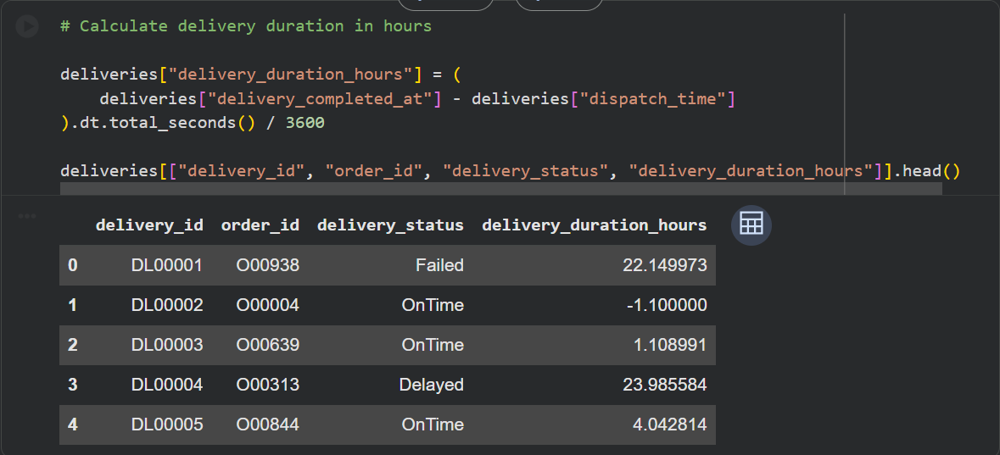 # Calculate delivery duration in hours
deliveries["delivery_duration_hours"] = (
    deliveries["delivery_completed_at"] - deliveries["dispatch_time"]
).dt.total_seconds() / 3600
deliveries[["delivery_id", "order_id", "delivery_status", "delivery_duration_hours"]].head()
delivery_id order_id delivery_status delivery_duration_hours
0 DL00001 O00938 Failed 22.149973
1 DL00002 O00004 OnTime -1.100000
2 DL00003 O00639 OnTime 1.108991
3 DL00004 O00313 Delayed 23.985584
4 DL00005 O00844 OnTime 4.042814